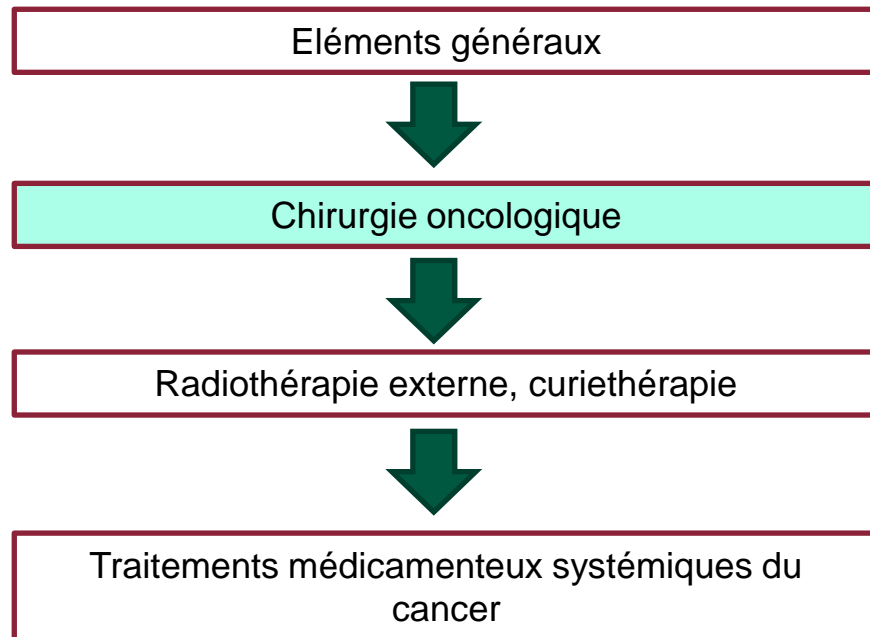 Eléments généraux
Chirurgie oncologique
Radiothérapie externe, curiethérapie
Traitements médicamenteux systémiques du
cancer